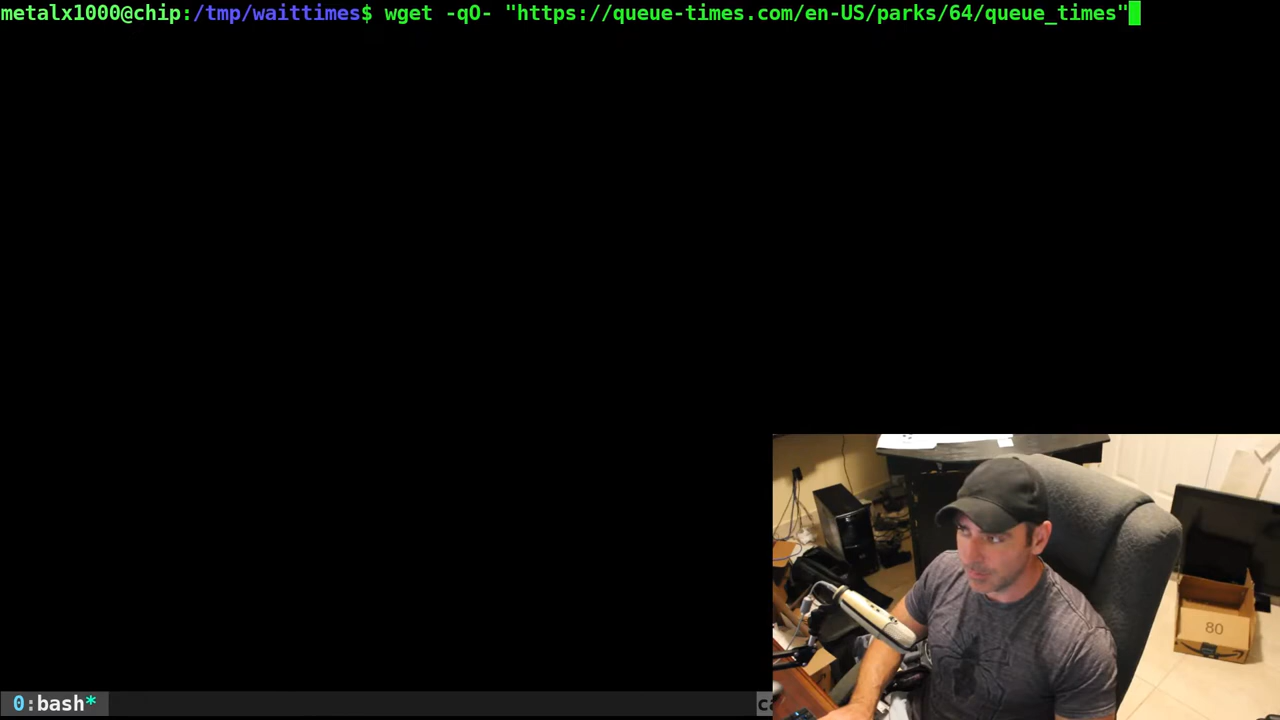 metalx1000@chip:/tmp/waittimes$ wget -qO- "https://queue-times.com/en-US/parks/64/queue_times"
0:bash*
80